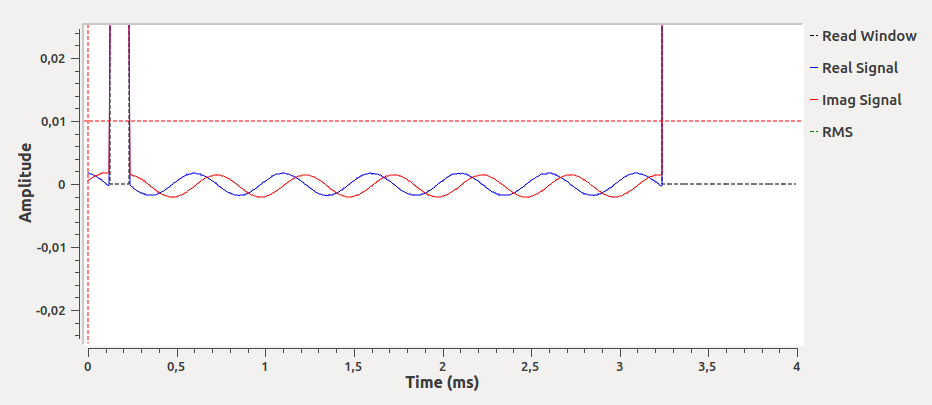 Amplitude
0,02
0,01
0
-0,01
-0,02
0
0,5
1
1,5
2
2,5
3
3,5
4
Time (ms)
Read Window
Real Signal
Imag Signal
RMS